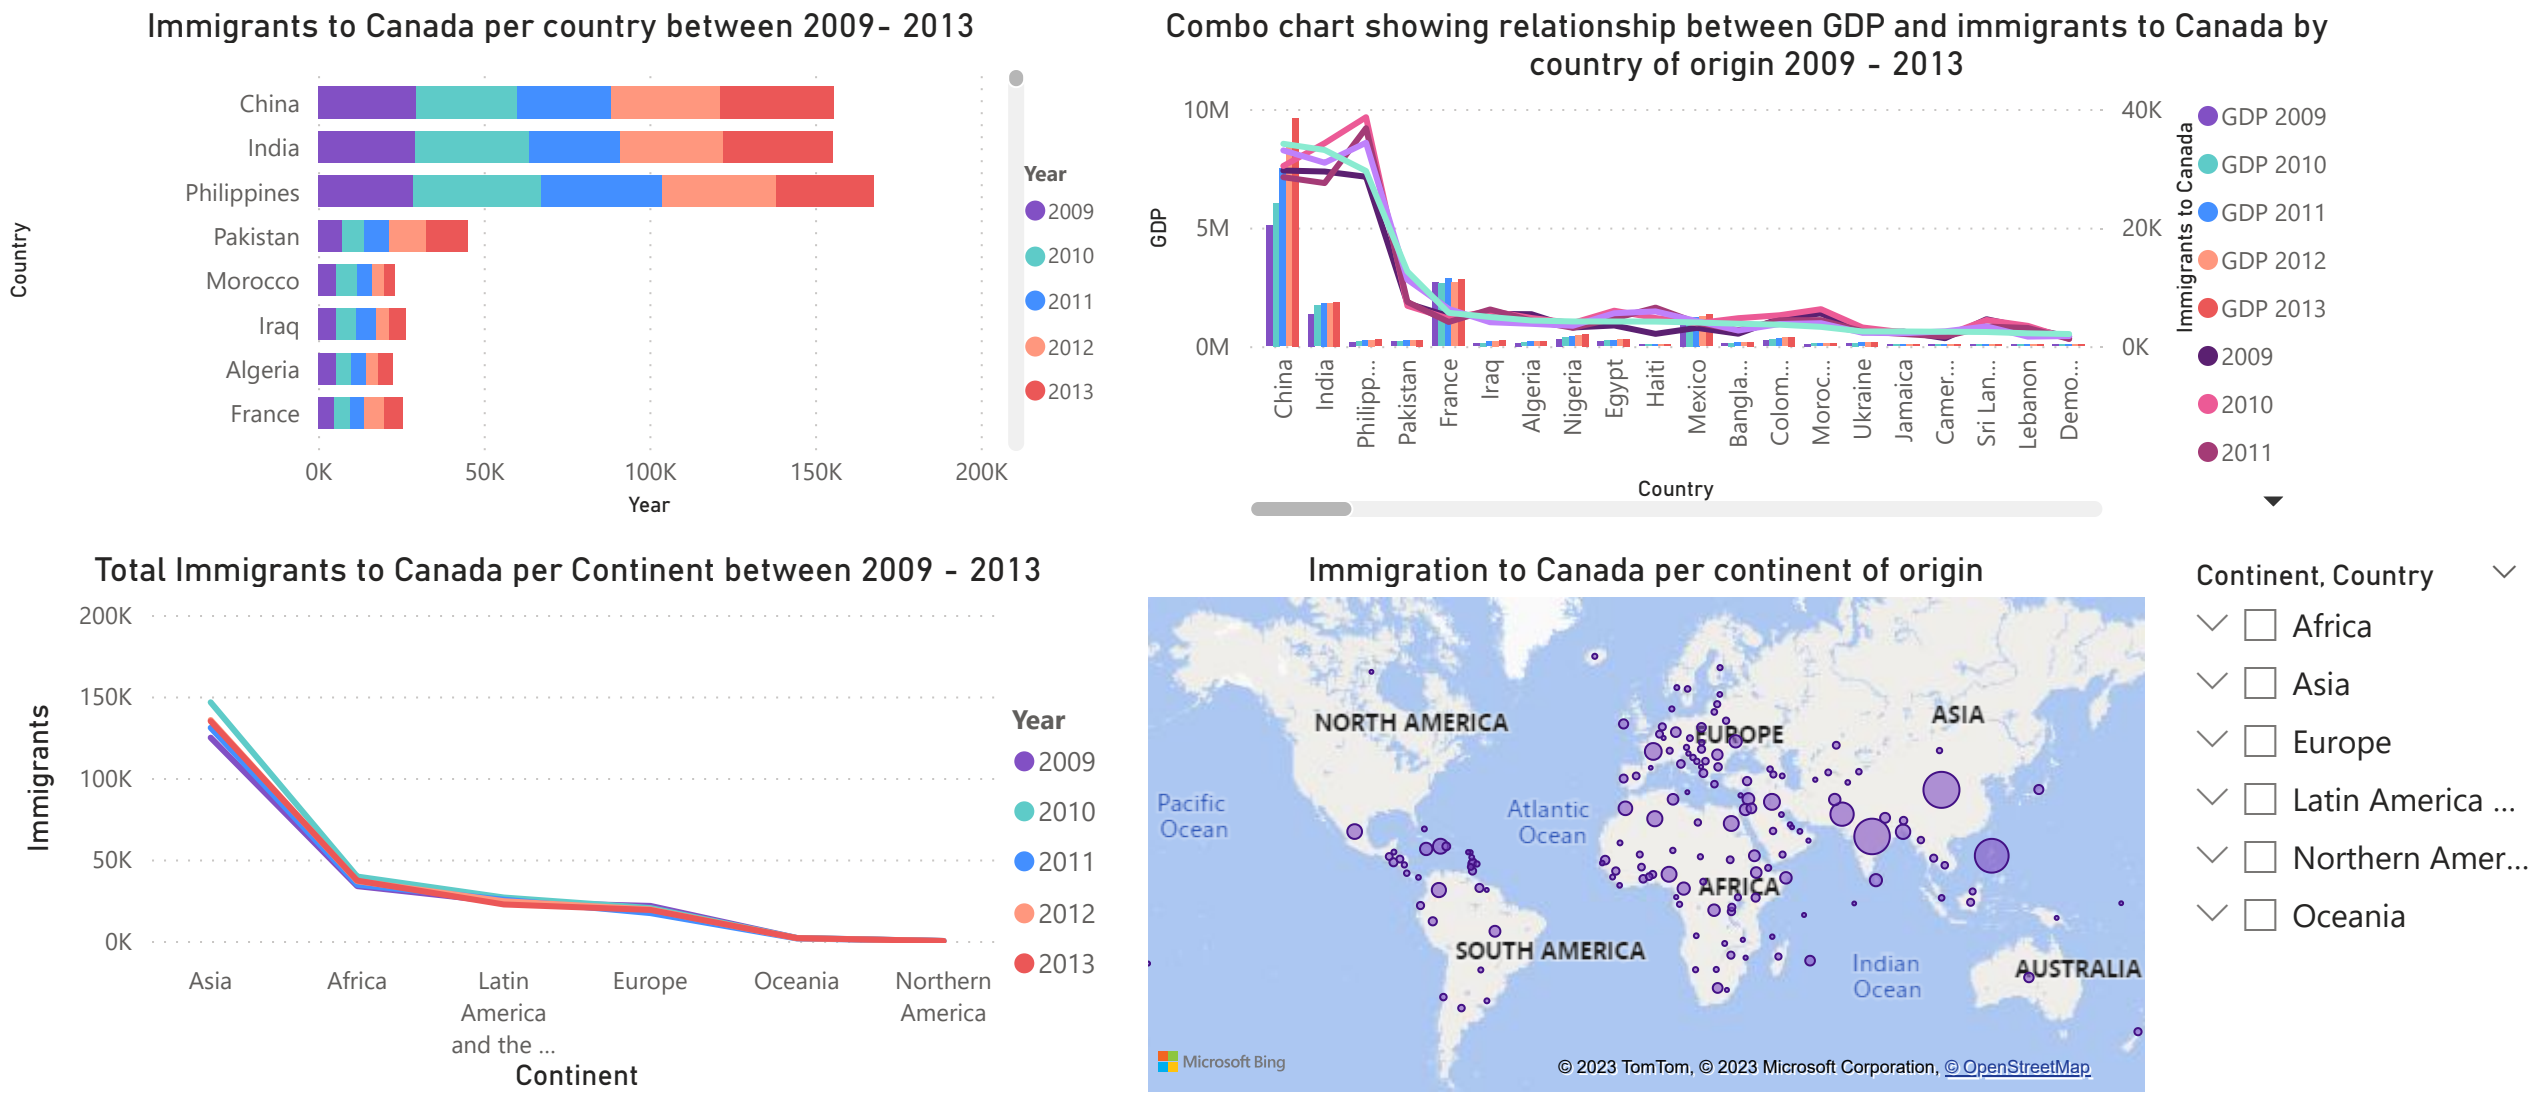 Immigrants to Canada per country between 2009- 2013
Country
China
India
Philippines
Pakistan
Morocco
Iraq
Algeria
France
0K
50K
100K
150K
200K
Year
Year
2009
2010
2011
2012
2013
Combo chart showing relationship between GDP and immigrants to Canada by
country of origin 2009 - 2013
GDP
10M
5M
0M
40K
20K
0K
Immigrants to Canada
China
India
Philipp...
Pakistan
France
Iraq
Algeria
Nigeria
Egypt
Haiti
Mexico
Bangla...
Colom...
Moroc...
Ukraine
Jamaica
Camer...
Sri Lan...
Lebanon
Demo...
Country
GDP 2009
GDP 2010
GDP 2011
GDP 2012
GDP 2013
2009
2010
2011
Total Immigrants to Canada per Continent between 2009 - 2013
Immigrants
200K
150K
100K
50K
0K
Asia
Africa
Latin
America
and the ...
Europe
Oceania
Northern
America
Continent
Year
2009
2010
2011
2012
2013
Immigration to Canada per continent of origin
NORTH AMERICA
EUROPE
ASIA
Pacific
Ocean
Atlantic
Ocean
AFRICA
SOUTH AMERICA
Indian
Ocean
AUSTRALIA
Microsoft Bing
© 2023 TomTom, © 2023 Microsoft Corporation, © OpenStreetMap
Continent, Country
Africa
Asia
Europe
Latin America ...
Northern Amer...
Oceania